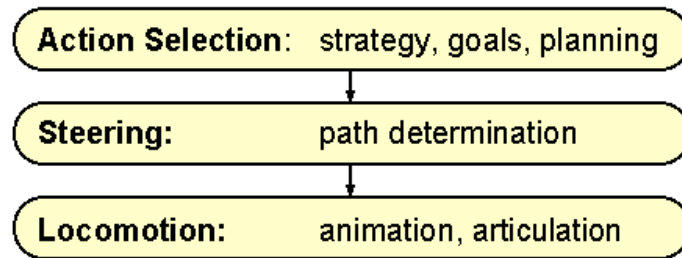 Action Selection: strategy, goals, planning
Steering: path determination
Locomotion: animation, articulation